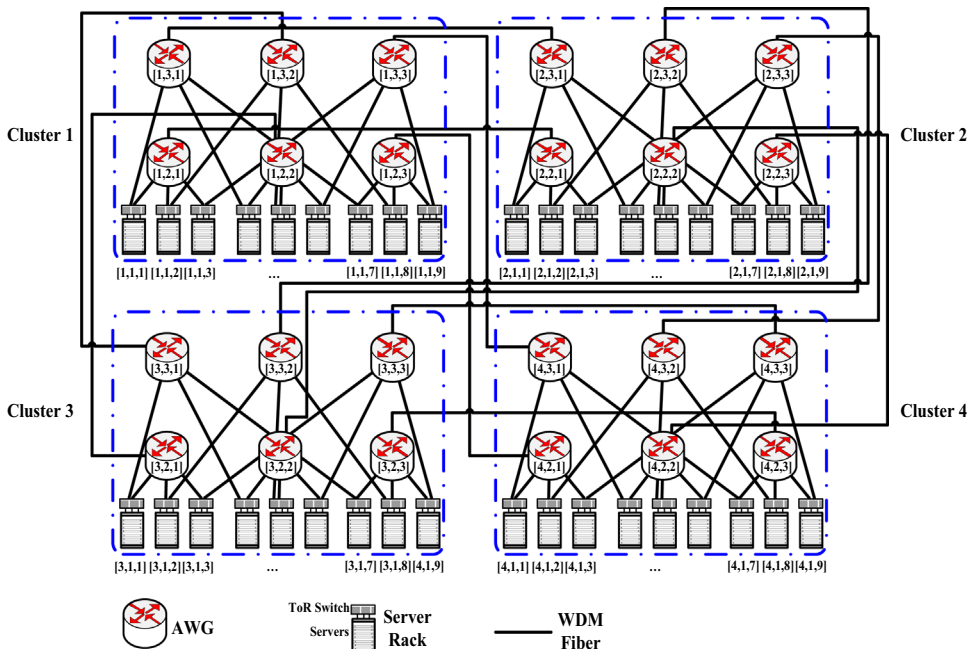 [1,3,1] [1,3,2] [1,3,3] [2,3,1] [2,3,2] [2,3,3]
Cluster 1 Cluster 2
[1,2,1] [1,2,2] [1,2,3] [2,2,1] [2,2,2] [2,2,3]
[1,1,1] [1,1,2] [1,1,3] ... [1,1,7] [1,1,8] [1,1,9] [2,1,1] [2,1,2] [2,1,3] ... [2,1,7] [2,1,8] [2,1,9]
[3,3,1] [3,3,2] [3,3,3] [4,3,1] [4,3,2] [4,3,3]
Cluster 3 Cluster 4
[3,2,1] [3,2,2] [3,2,3] [4,2,1] [4,2,2] [4,2,3]
[3,1,1] [3,1,2] [3,1,3] ... [3,1,7] [3,1,8] [4,1,9] [4,1,1] [4,1,2] [4,1,3] ... [4,1,7] [4,1,8] [4,1,9]
AWG
ToR Switch
Servers
Server
Rack
WDM
Fiber